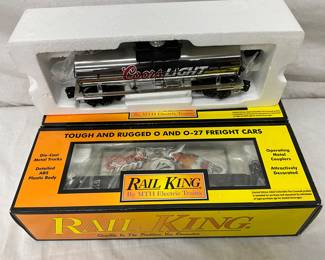 Coors LIGHT
TOUGH AND RUGGED O AND O-27 FREIGHT CARS
Die-Cast
Metal Trucks
Detailed
ABS
Plastic Body
Operating
Metal
Couplers
Attractively
Decorated
RAIL KING
By MTH Electric Trains
RAIL KING